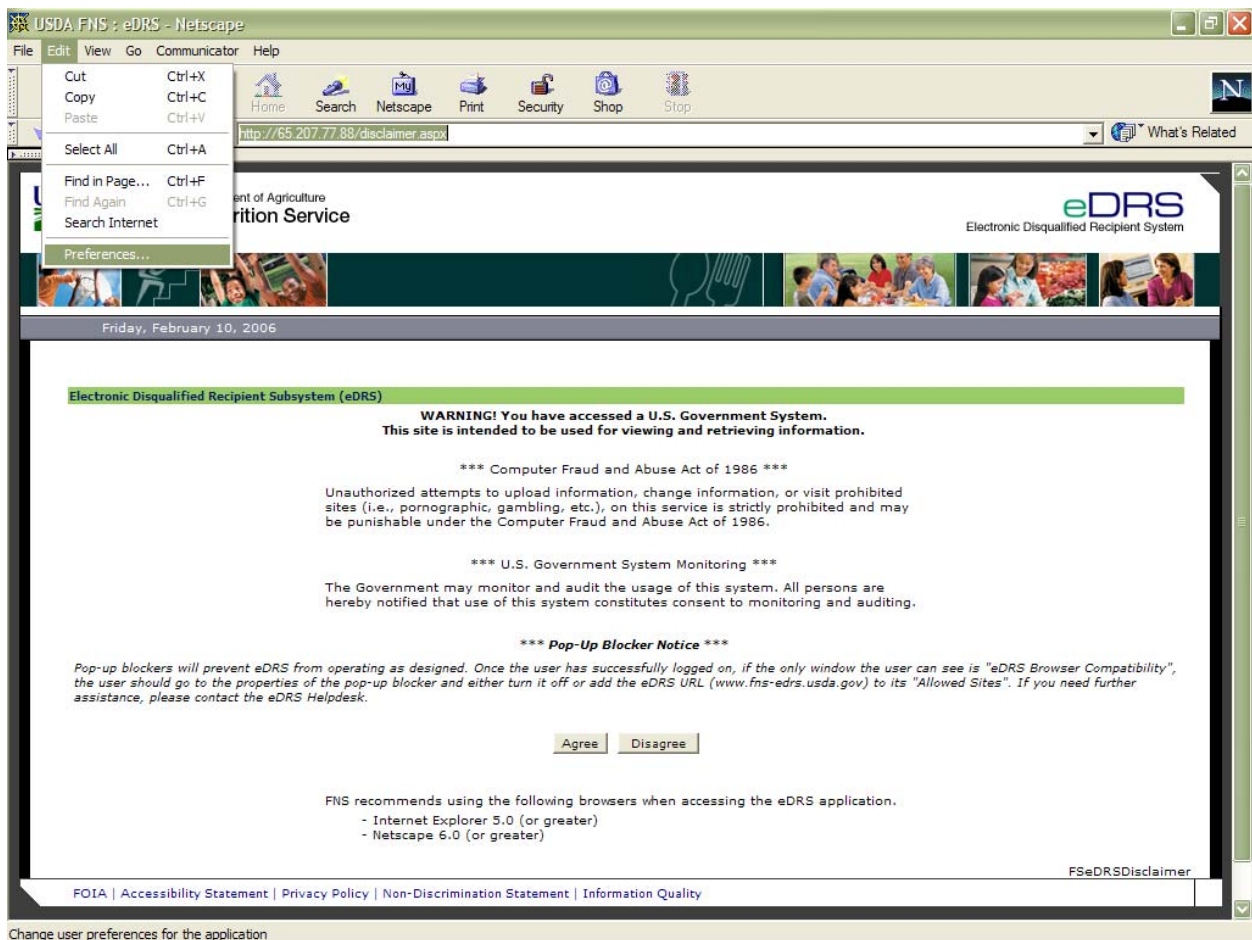 USDA FNS : eDRS - Netscape
File Edit View Go Communicator Help
Cut Ctrl+X
Copy Ctrl+C
Paste Ctrl+V
Select All Ctrl+A
Find in Page... Ctrl+F
Find Again Ctrl+G
Search Internet
Preferences...
Home Search Netscape Print Security Shop Stop
My
N
http://65.207.77.88/disclaimer.aspx
What's Related
ent of Agriculture
rition Service
eDRS
Electronic Disqualified Recipient System
Friday, February 10, 2006
Electronic Disqualified Recipient Subsystem (eDRS)
WARNING! You have accessed a U.S. Government System.
This site is intended to be used for viewing and retrieving information.
*** Computer Fraud and Abuse Act of 1986 ***
Unauthorized attempts to upload information, change information, or visit prohibited
sites (i.e., pornographic, gambling, etc.), on this service is strictly prohibited and may
be punishable under the Computer Fraud and Abuse Act of 1986.
*** U.S. Government System Monitoring ***
The Government may monitor and audit the usage of this system. All persons are
hereby notified that use of this system constitutes consent to monitoring and auditing.
*** Pop-Up Blocker Notice ***
Pop-up blockers will prevent eDRS from operating as designed. Once the user has successfully logged on, if the only window the user can see is "eDRS Browser Compatibility",
the user should go to the properties of the pop-up blocker and either turn it off or add the eDRS URL (www.fns-edrs.usda.gov) to its "Allowed Sites". If you need further
assistance, please contact the eDRS Helpdesk.
Agree Disagree
FNS recommends using the following browsers when accessing the eDRS application.
- Internet Explorer 5.0 (or greater)
- Netscape 6.0 (or greater)
FSeDRSDisclaimer
FOIA | Accessibility Statement | Privacy Policy | Non-Discrimination Statement | Information Quality
Change user preferences for the application